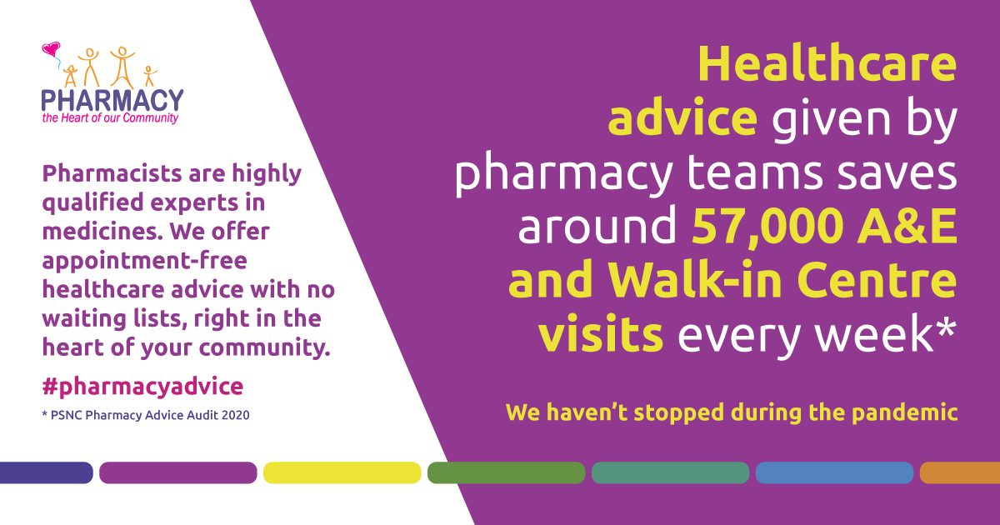 PHARMACY
the Heart of our Community
Pharmacists are highly
qualified experts in
medicines. We offer
appointment-free
healthcare advice with no
waiting lists, right in the
heart of your community.
#pharmacyadvice
* PSNC Pharmacy Advice Audit 2020
Healthcare
advice given by
pharmacy teams saves
around 57,000 A&E
and Walk-in Centre
visits every week*
We haven’t stopped during the pandemic